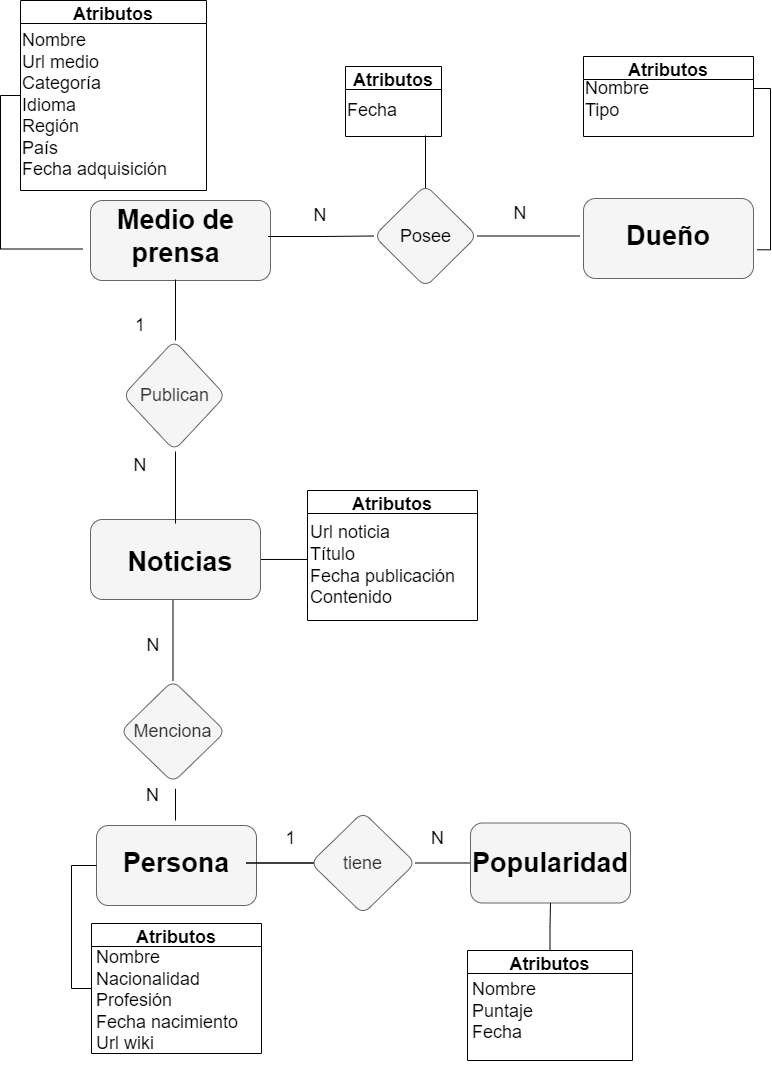 Atributos
Nombre
Url medio
Categoría
Idioma
Región
País
Fecha adquisición
Atributos
Fecha
Atributos
Nombre
Tipo
Medio de
prensa
N
Posee
N
Dueño
1
Publican
N
Noticias
Atributos
Url noticia
Título
Fecha publicación
Contenido
N
Menciona
N
Persona
1
tiene
N
Popularidad
Atributos
Nombre
Nacionalidad
Profesión
Fecha nacimiento
Url wiki
Atributos
Nombre
Puntaje
Fecha